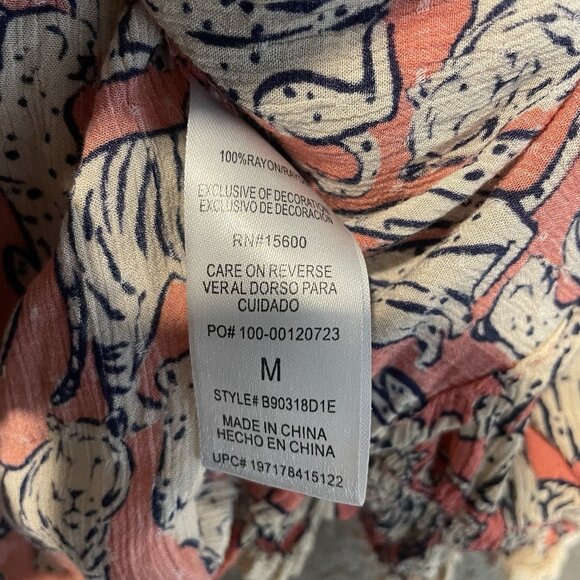 100%RAYON/RAYO
EXCLUSIVE OF DECORATION
EXCLUSIVO DE DECORACIÓN
RN#15600
CARE ON REVERSE
VER AL DORSO PARA
CUIDADO
PO# 100-00120723
M
STYLE# B90318D1E
MADE IN CHINA
HECHO EN CHINA
UPC# 197178415122